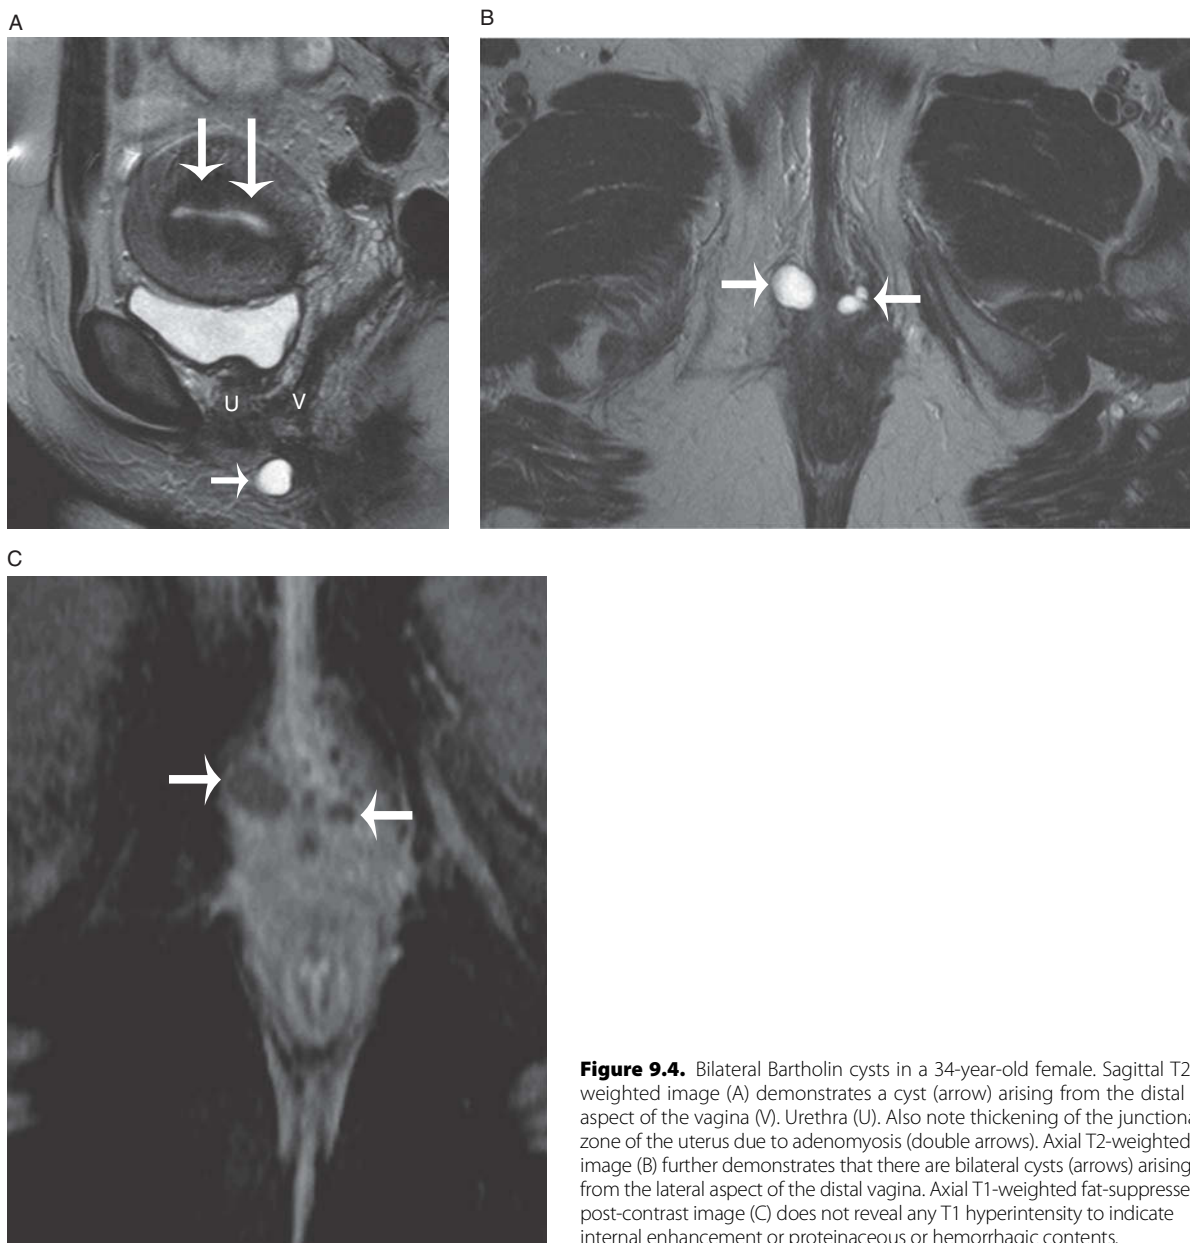 A
B
U
V
C
Figure 9.4. Bilateral Bartholin cysts in a 34-year-old female. Sagittal T2
weighted image (A) demonstrates a cyst (arrow) arising from the distal
aspect of the vagina (V). Urethra (U). Also note thickening of the junctiona
zone of the uterus due to adenomyosis (double arrows). Axial T2-weighted
image (B) further demonstrates that there are bilateral cysts (arrows) arising
from the lateral aspect of the distal vagina. Axial T1-weighted fat-suppresse
post-contrast image (C) does not reveal any T1 hyperintensity to indicate
internal enhancement or proteinaceous or hemorrhagic contents.